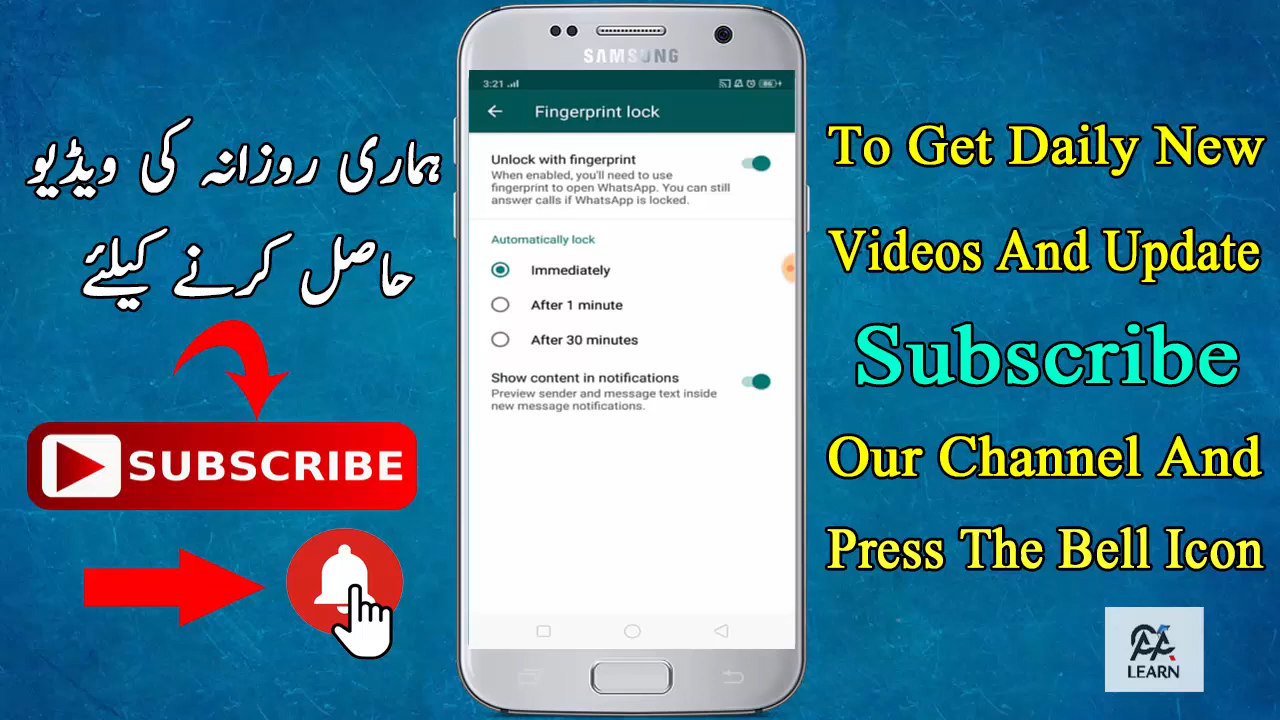 ہماری روزانہ کی ویڈیو
حاصل کرنے کیلئے
SUBSCRIBE
SAMSUNG
3:21
Fingerprint lock
Unlock with fingerprint
When enabled, you'll need to use
fingerprint to open WhatsApp. You can still
answer calls if WhatsApp is locked.
Automatically lock
Immediately
After 1 minute
After 30 minutes
Show content in notifications
Preview sender and message text inside
new message notifications.
To Get Daily New
Videos And Update
Subscribe
Our Channel And
Press The Bell Icon
LEARN